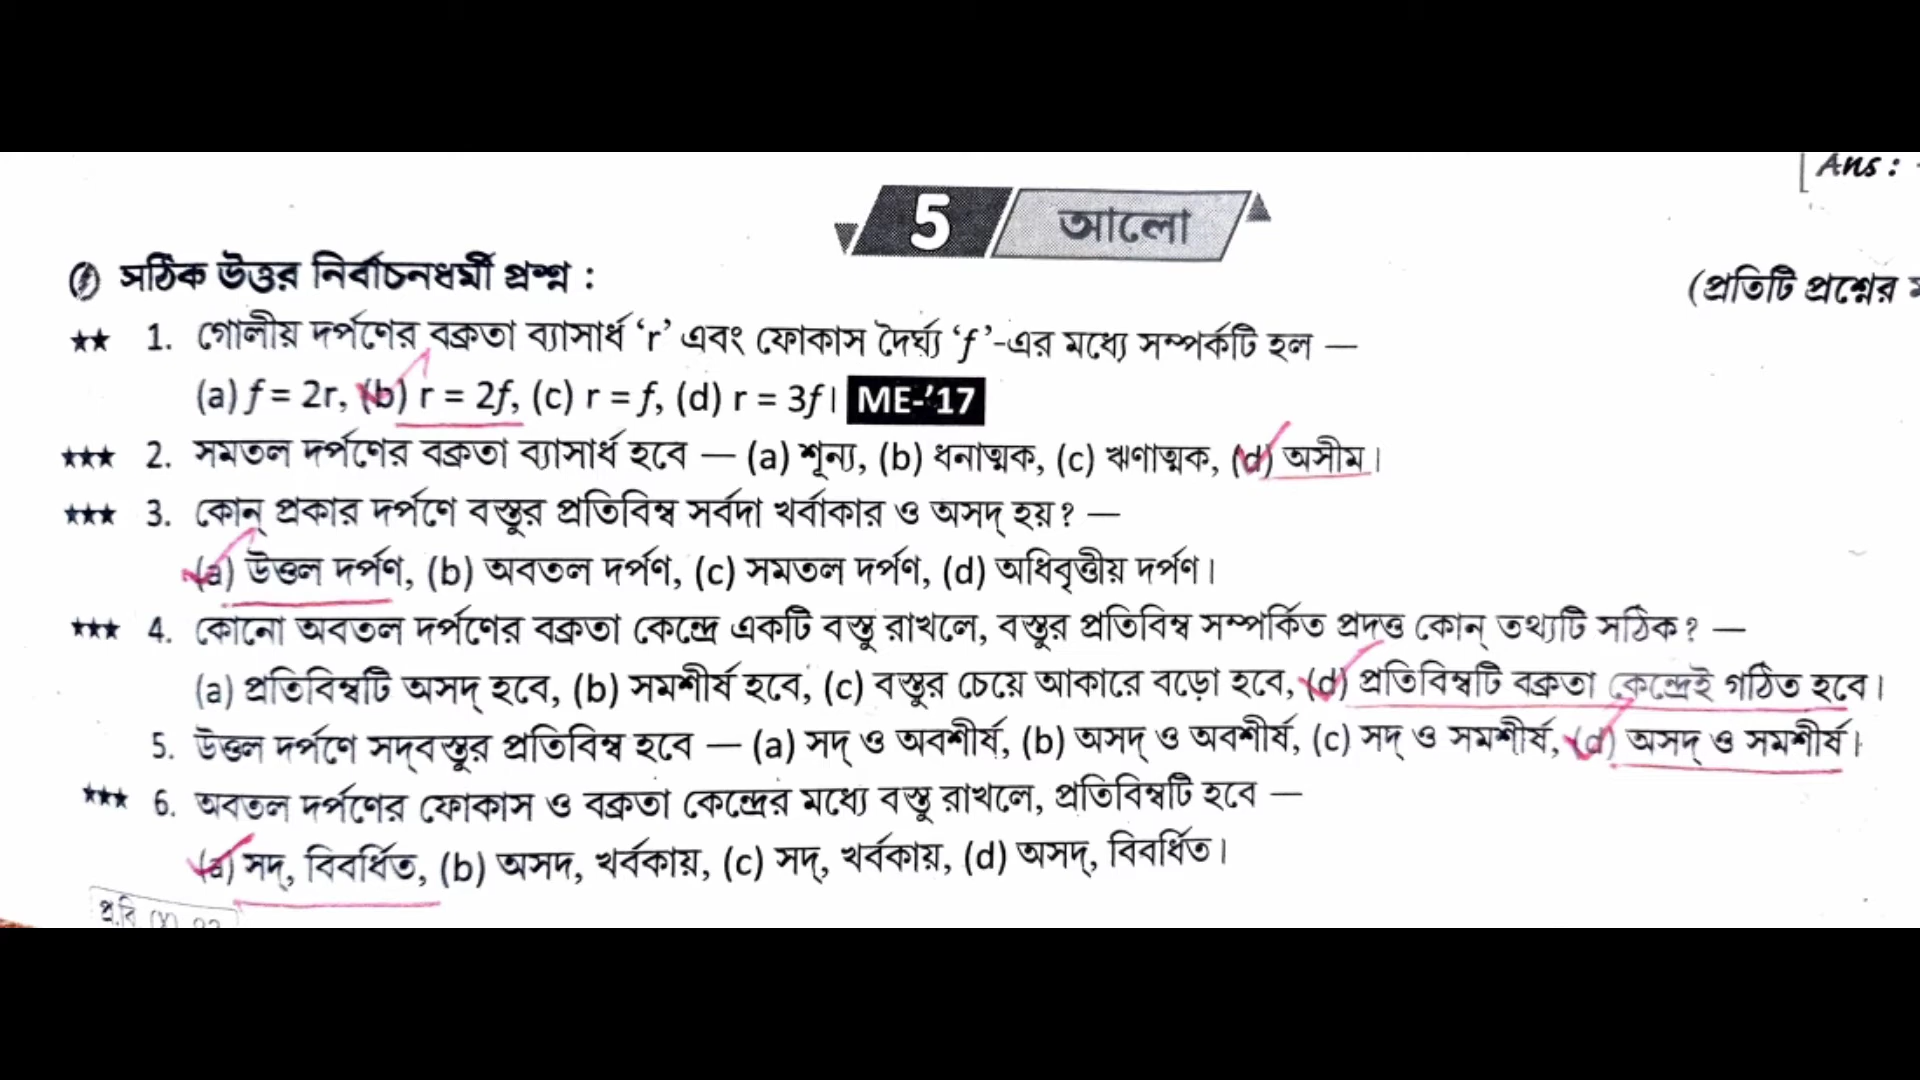 [Ans :
5 আলো
সঠিক উত্তর নির্বাচনধর্মী প্রশ্ন :
(প্রতিটি প্রশ্নের
★★ 1. গোলীয় দর্পণের বক্রতা ব্যাসার্ধ ‘r’ এবং ফোকাস দৈর্ঘ্য ‘f’-এর মধ্যে সম্পর্কটি হল —
(a) f = 2r, (b) r = 2f, (c) r = f, (d) r = 3f। ME-’17
★★★ 2. সমতল দর্পণের বক্রতা ব্যাসার্ধ হবে — (a) শূন্য, (b) ধনাত্মক, (c) ঋণাত্মক, (d) অসীম।
★★★ 3. কোন্ প্রকার দর্পণে বস্তুর প্রতিবিম্ব সর্বদা খর্বাকার ও অসদ্ হয়? —
(a) উত্তল দর্পণ, (b) অবতল দর্পণ, (c) সমতল দর্পণ, (d) অধিবৃত্তীয় দর্পণ।
★★★ 4. কোনো অবতল দর্পণের বক্রতা কেন্দ্রে একটি বস্তু রাখলে, বস্তুর প্রতিবিম্ব সম্পর্কিত প্রদত্ত কোন্ তথ্যটি সঠিক? —
(a) প্রতিবিম্বটি অসদ্ হবে, (b) সমশীর্ষ হবে, (c) বস্তুর চেয়ে আকারে বড়ো হবে, (d) প্রতিবিম্বটি বক্রতা কেন্দ্রেই গঠিত হবে।
5. উত্তল দর্পণে সদ্‌বস্তুর প্রতিবিম্ব হবে — (a) সদ্ ও অবশীর্ষ, (b) অসদ্ ও অবশীর্ষ, (c) সদ্ ও সমশীর্ষ, (d) অসদ্ ও সমশীর্ষ।
★★★ 6. অবতল দর্পণের ফোকাস ও বক্রতা কেন্দ্রের মধ্যে বস্তু রাখলে, প্রতিবিম্বটি হবে —
(a) সদ্, বিবর্ধিত, (b) অসদ, খর্বকায়, (c) সদ্, খর্বকায়, (d) অসদ্, বিবর্ধিত।
প্র.বি